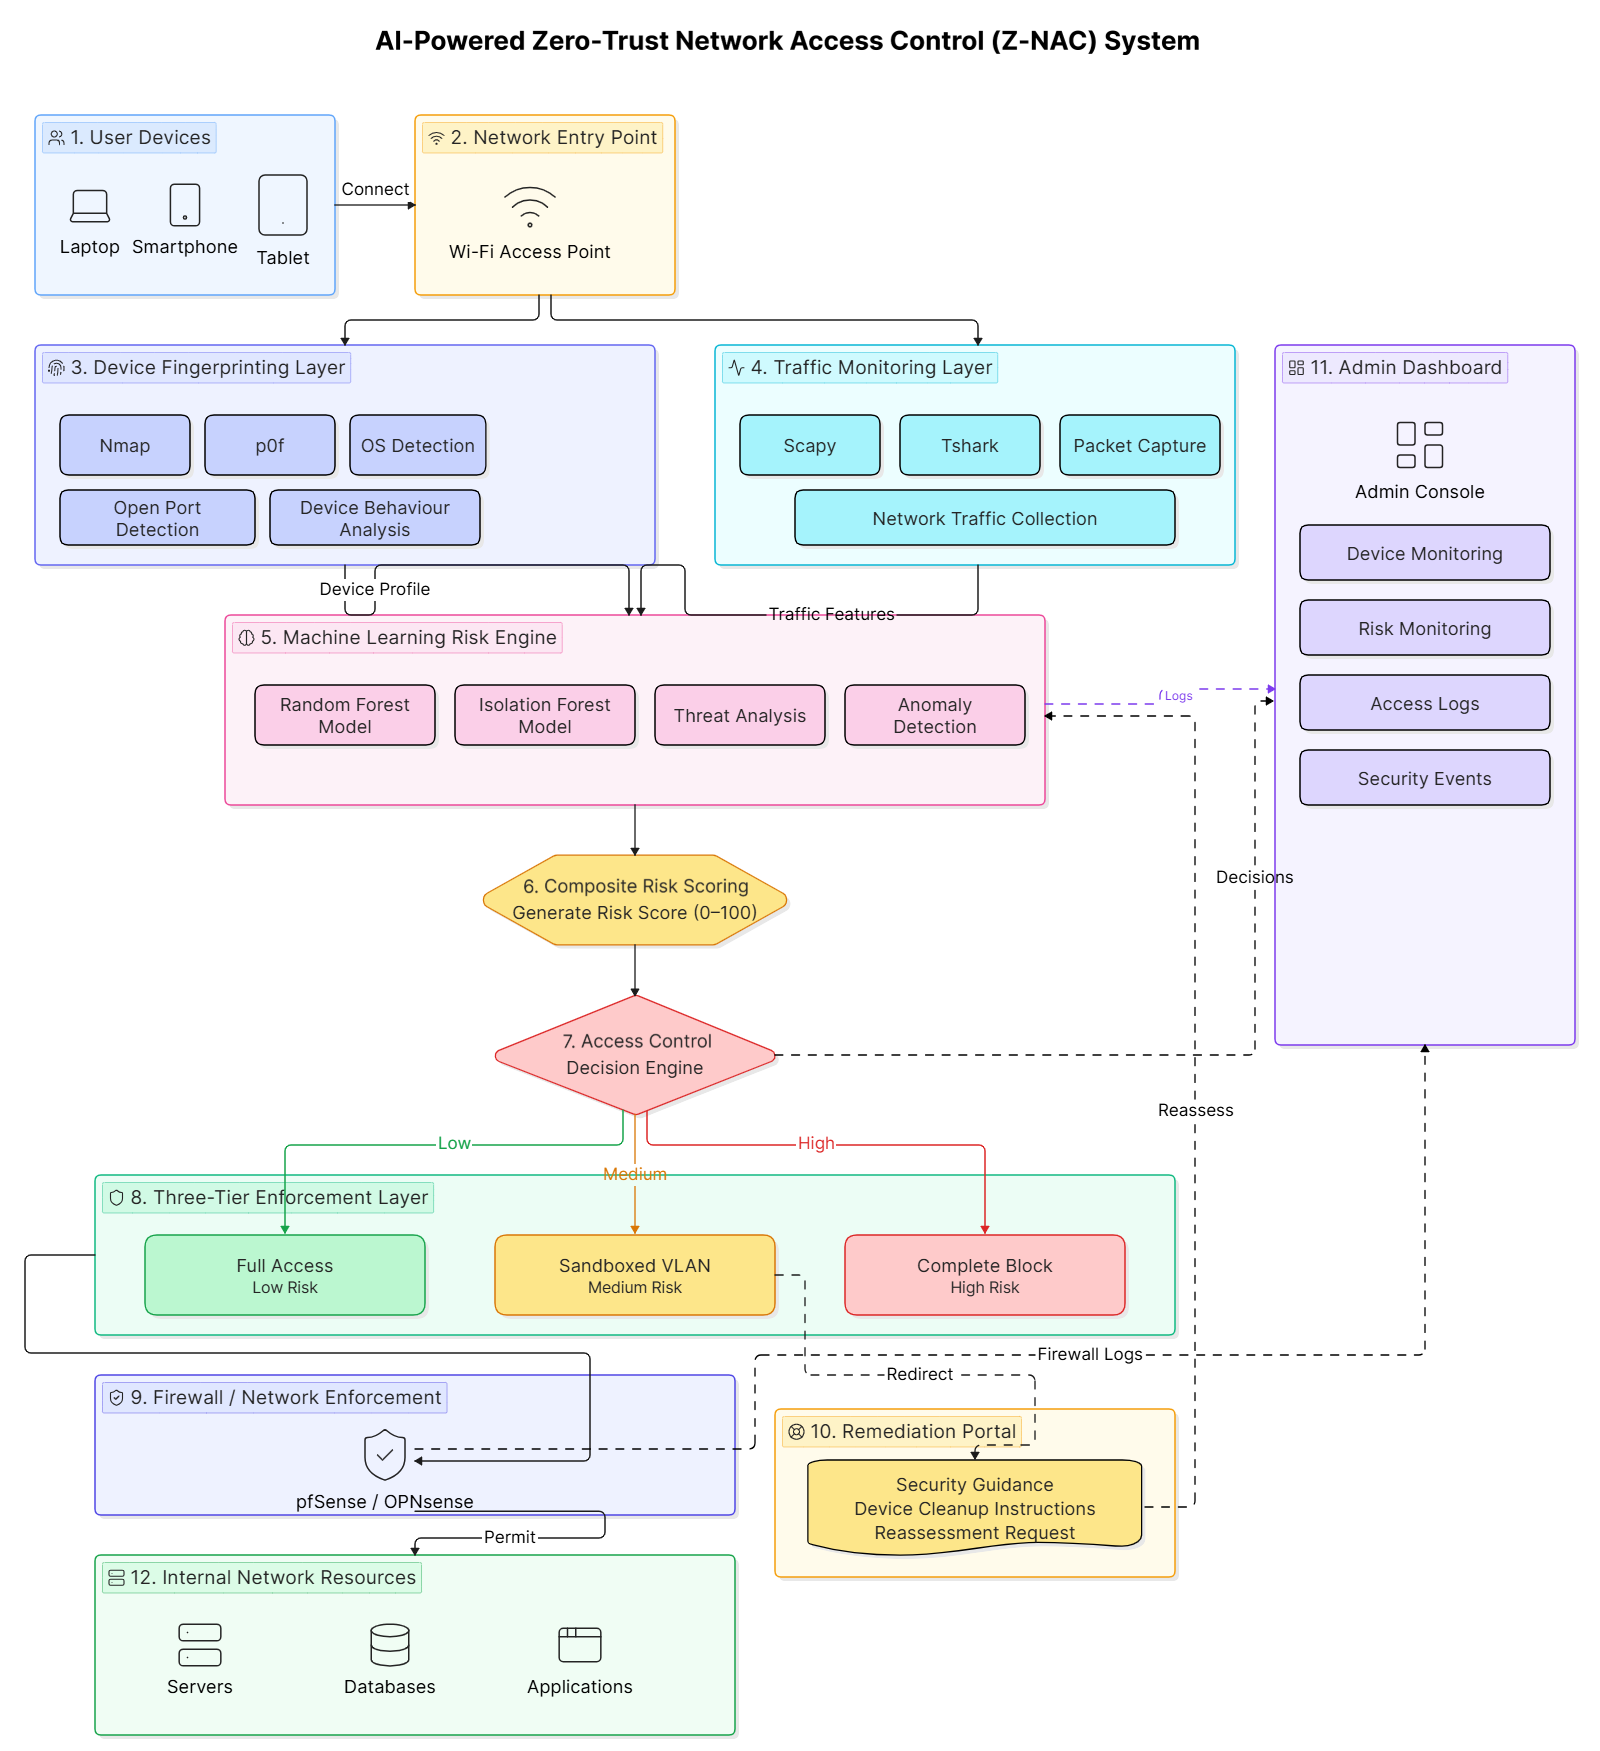 AI-Powered Zero-Trust Network Access Control (Z-NAC) System
1. User Devices
Laptop
Smartphone
Tablet
Connect
2. Network Entry Point
Wi-Fi Access Point
3. Device Fingerprinting Layer
Nmap
p0f
OS Detection
Open Port
Detection
Device Behaviour
Analysis
4. Traffic Monitoring Layer
Scapy
Tshark
Packet Capture
Network Traffic Collection
11. Admin Dashboard
Admin Console
Device Monitoring
Risk Monitoring
Access Logs
Security Events
Device Profile
Traffic Features
5. Machine Learning Risk Engine
Random Forest
Model
Isolation Forest
Model
Threat Analysis
Anomaly
Detection
Logs
6. Composite Risk Scoring
Generate Risk Score (0–100)
Decisions
7. Access Control
Decision Engine
Reassess
Low
Medium
High
8. Three-Tier Enforcement Layer
Full Access
Low Risk
Sandboxed VLAN
Medium Risk
Complete Block
High Risk
Firewall Logs
Redirect
9. Firewall / Network Enforcement
pfSense / OPNsense
10. Remediation Portal
Security Guidance
Device Cleanup Instructions
Reassessment Request
Permit
12. Internal Network Resources
Servers
Databases
Applications